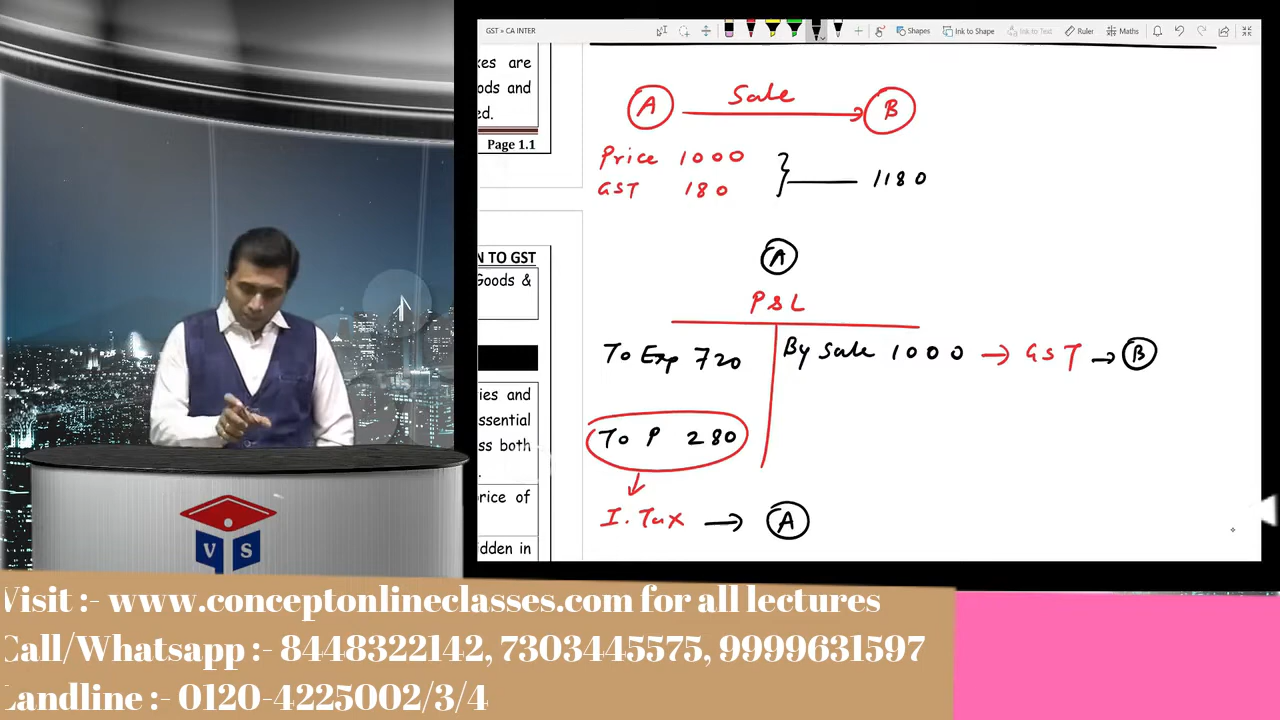 GST » CA INTER
Shapes
Ink to Shape
Ink to Text
Ruler
Maths
xes are
ods and
ed.
Page 1.1
N TO GST
Goods &
ies and
ssential
ss both
.
price of
dden in
A Sale B
Price 1000
GST 180
1180
A
P&L
To Exp 720 By Sale 1000 → GST → B
To P 280
I. Tax → A
V S
Visit :- www.conceptonlineclasses.com for all lectures
Call/Whatsapp :- 8448322142, 7303445575, 9999631597
Landline :- 0120-4225002/3/4